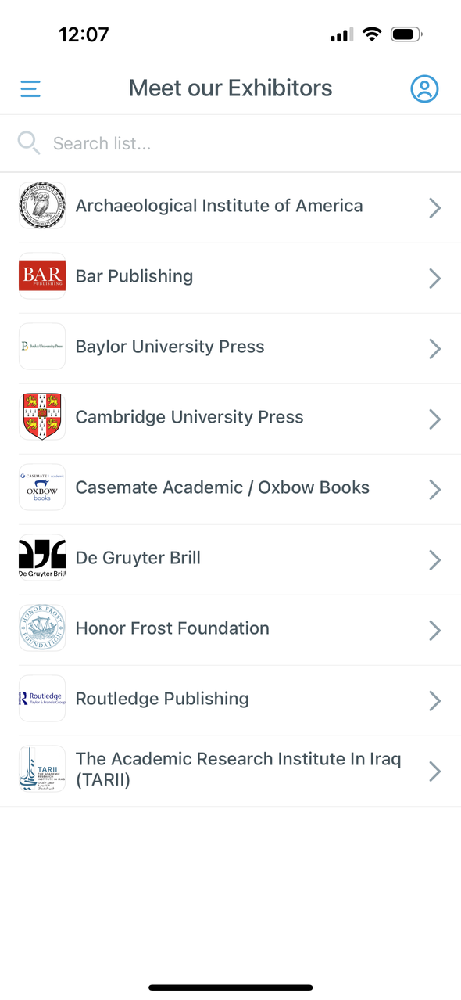 12:07
Meet our Exhibitors
Search list...
Archaeological Institute of America
BAR
PUBLISHING
Bar Publishing
Baylor University Press
Baylor University Press
Cambridge University Press
CASEMATE | academic
OXBOW
books
Casemate Academic / Oxbow Books
De Gruyter Brill
De Gruyter Brill
HONOR FROST
FOUNDATION
Honor Frost Foundation
Routledge
Taylor & Francis Group
Routledge Publishing
TARII
THE ACADEMIC
RESEARCH
INSTITUTE IN IRAQ
The Academic Research Institute In Iraq
(TARII)